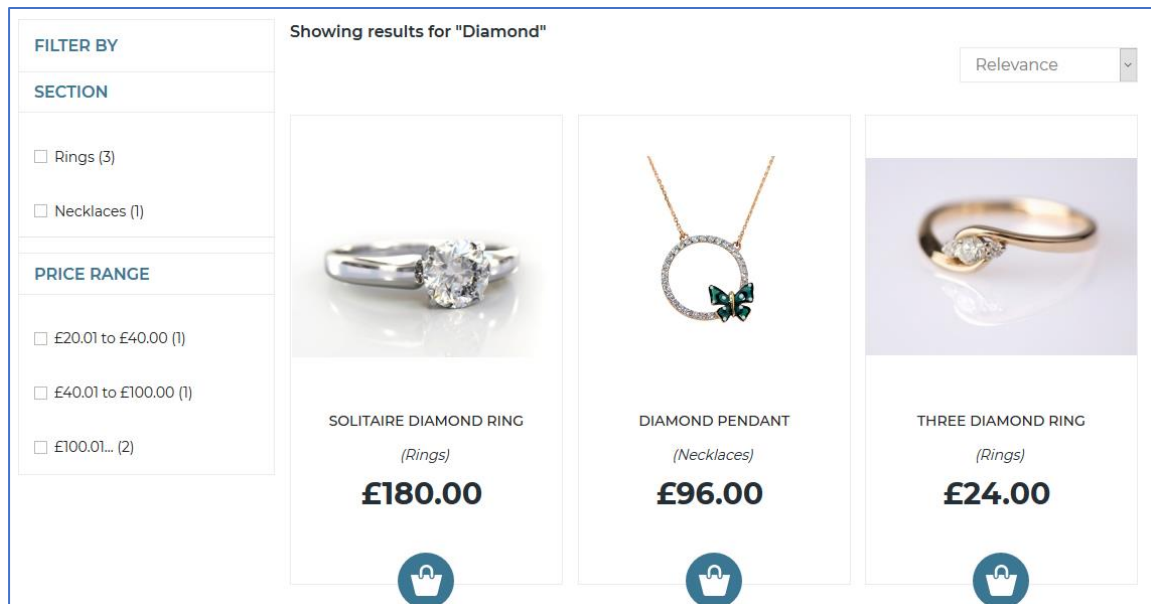 FILTER BY
SECTION
Rings (3)
Necklaces (1)
PRICE RANGE
£20.01 to £40.00 (1)
£40.01 to £100.00 (1)
£100.01... (2)
Showing results for "Diamond"
Relevance
SOLITAIRE DIAMOND RING
(Rings)
£180.00
DIAMOND PENDANT
(Necklaces)
£96.00
THREE DIAMOND RING
(Rings)
£24.00